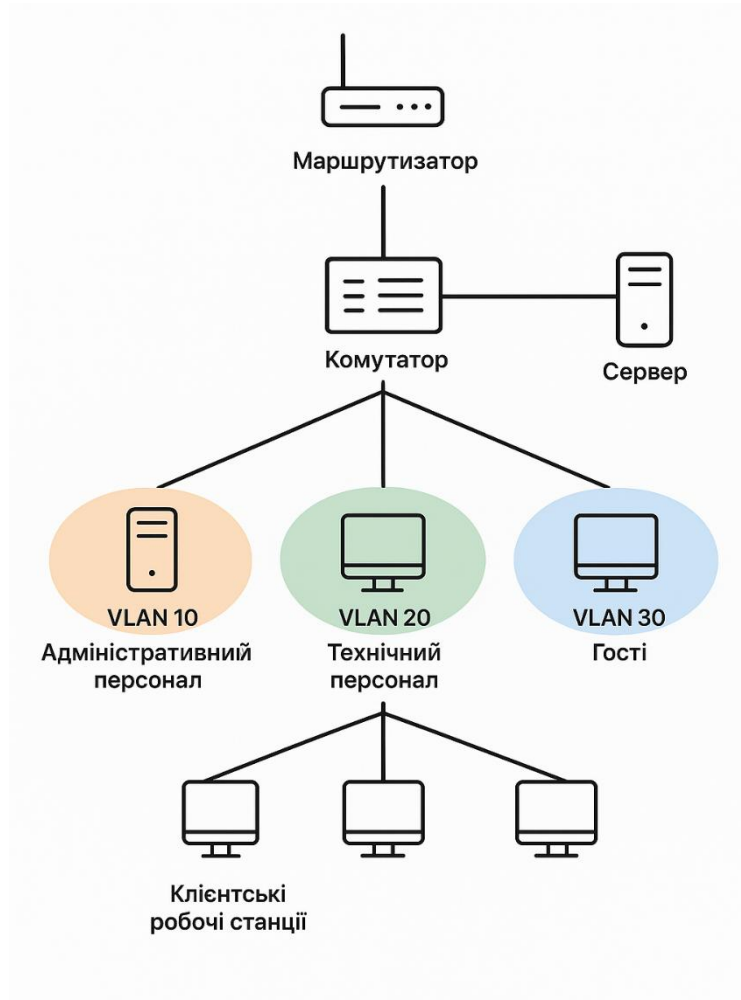 Маршрутизатор
Комутатор
Сервер
VLAN 10
Адміністративний
персонал
VLAN 20
Технічний
персонал
VLAN 30
Гості
Клієнтські
робочі станції